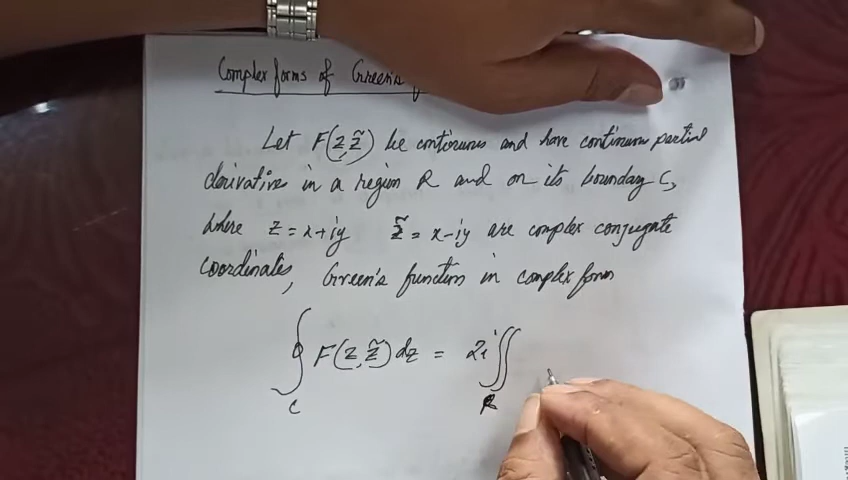 Complex forms of Green's
Let F(z, z̃) be continuous and have continuous partial
derivatives in a region R and on its boundary C,
where z = x+iy z̃ = x-iy are complex conjugate
coordinates, Green's function in complex form
∮ F(z, z̃) dz = 2i ∬
C R